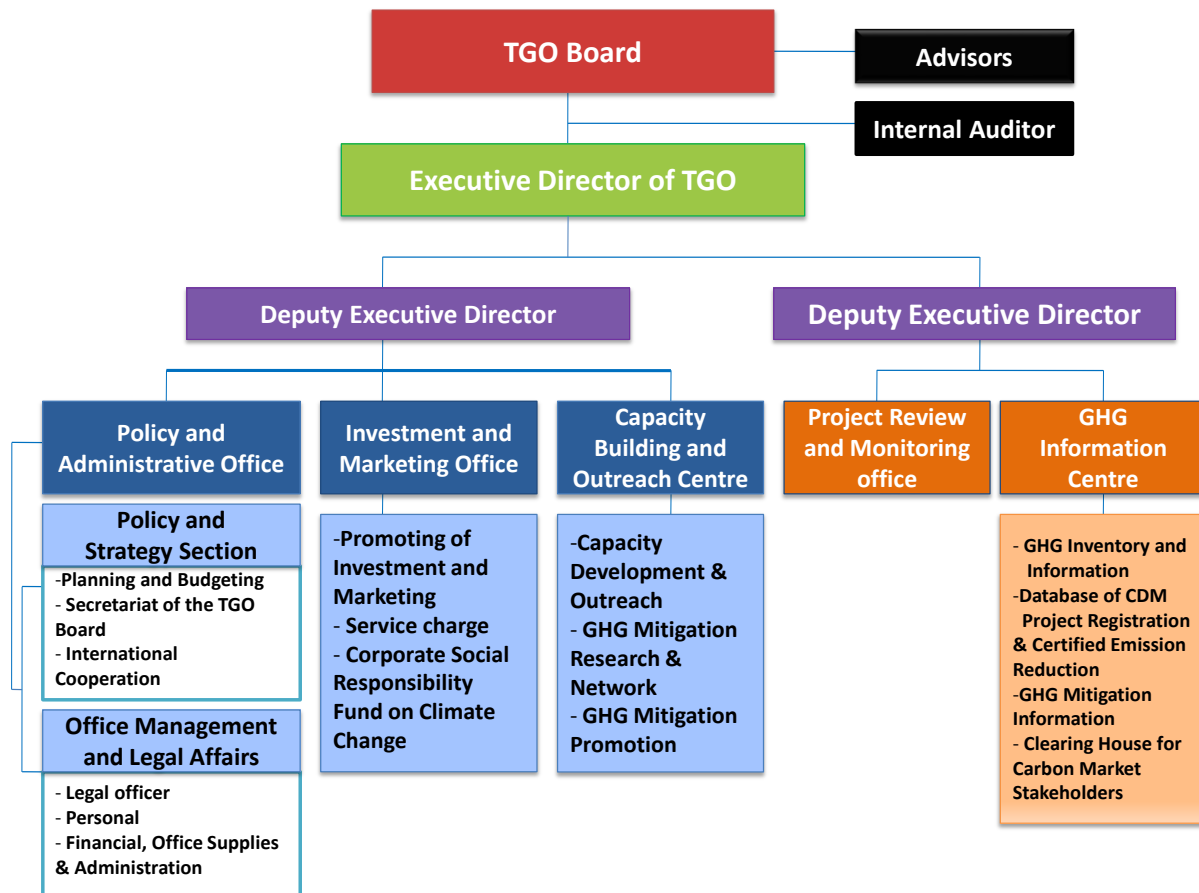 TGO Board
Advisors
Internal Auditor
Executive Director of TGO
Deputy Executive Director
Deputy Executive Director
Policy and
Administrative Office
Investment and
Marketing Office
Capacity
Building and
Outreach Centre
Project Review
and Monitoring
office
GHG
Information
Centre
Policy and
Strategy Section
-Planning and Budgeting
- Secretariat of the TGO
Board
- International
Cooperation
Office Management
and Legal Affairs
- Legal officer
- Personal
- Financial, Office Supplies
& Administration
-Promoting of
Investment and
Marketing
- Service charge
- Corporate Social
Responsibility
Fund on Climate
Change
-Capacity
Development &
Outreach
- GHG Mitigation
Research &
Network
- GHG Mitigation
Promotion
- GHG Inventory and
Information
-Database of CDM
Project Registration
& Certified Emission
Reduction
-GHG Mitigation
Information
- Clearing House for
Carbon Market
Stakeholders